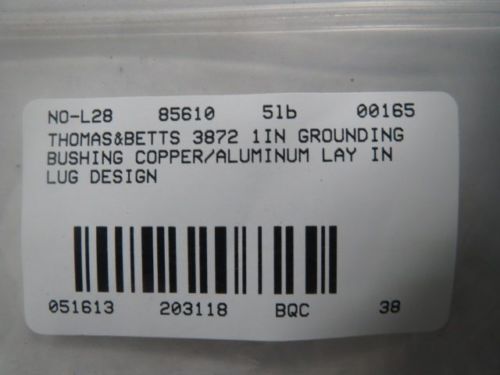 NO-L28 85610 5lb 00165
THOMAS&BETTS 3872 1IN GROUNDING
BUSHING COPPER/ALUMINUM LAY IN
LUG DESIGN
051613 203118 BQC 38